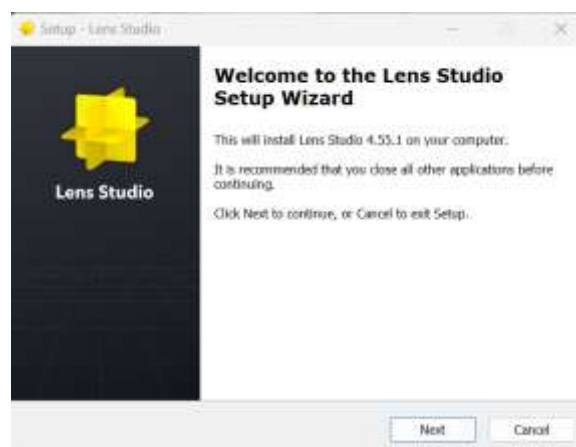 Setup - Lens Studio
Welcome to the Lens Studio
Setup Wizard
This will install Lens Studio 4.55.1 on your computer.
It is recommended that you close all other applications before
continuing.
Click Next to continue, or Cancel to exit Setup.
Lens Studio
Next
Cancel